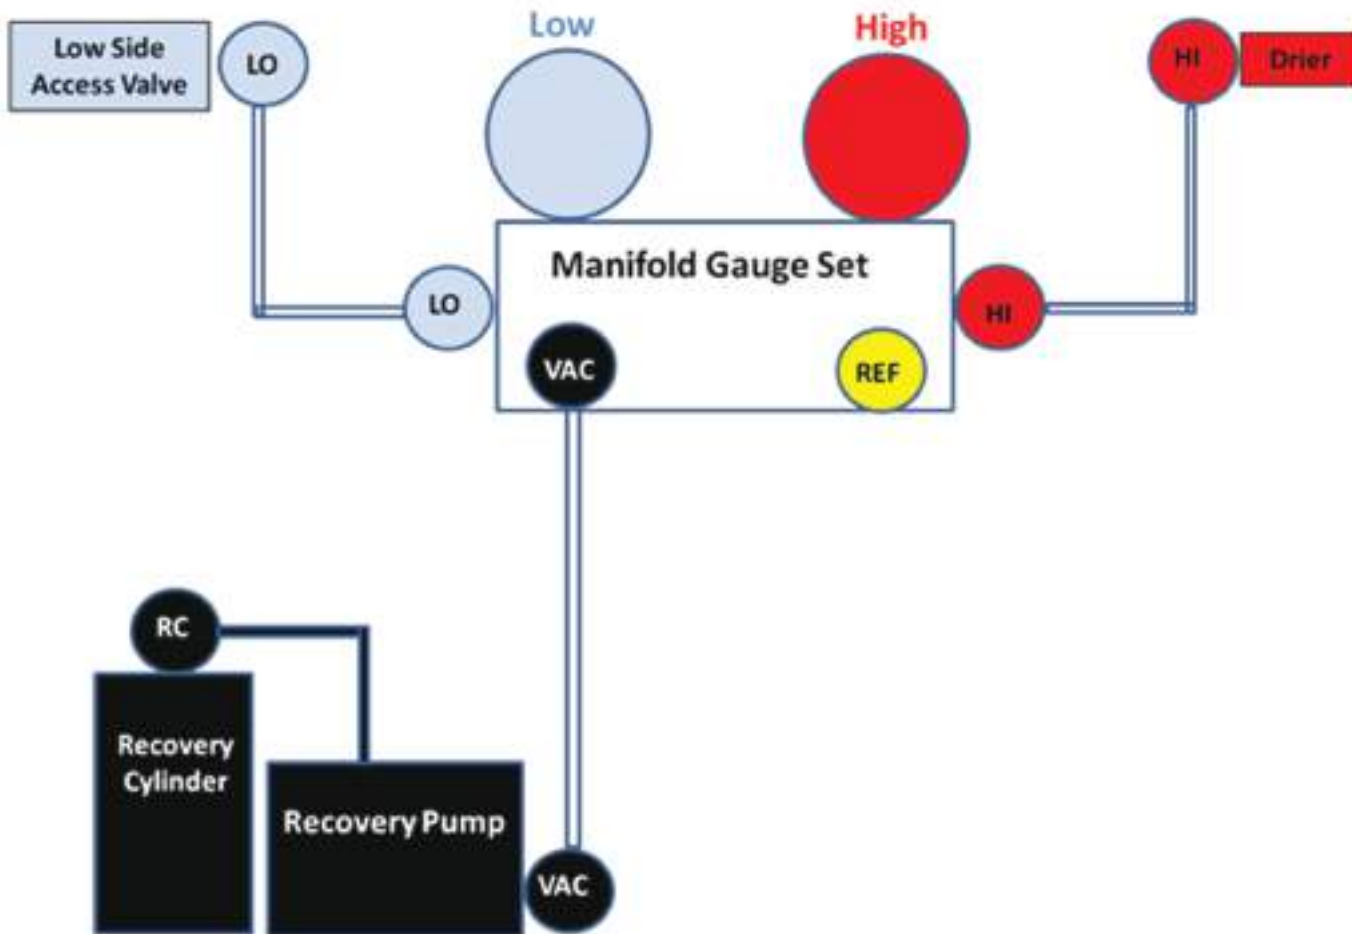 Low
High
Low Side
Access Valve
LO
HI
Drier
Manifold Gauge Set
LO
HI
VAC
REF
RC
Recovery
Cylinder
Recovery Pump
VAC